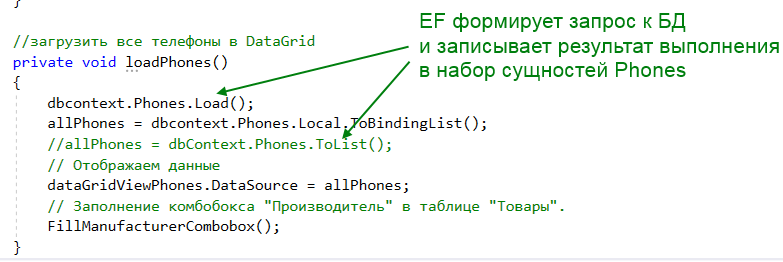 }
EF формирует запрос к БД
и записывает результат выполнения
в набор сущностей Phones
//загрузить все телефоны в DataGrid
private void loadPhones()
{
dbcontext.Phones.Load();
allPhones = dbcontext.Phones.Local.ToBindingList();
//allPhones = dbContext.Phones.ToList();
// Отображаем данные
dataGridViewPhones.DataSource = allPhones;
// Заполнение комбобокса "Производитель" в таблице "Товары".
FillManufacturerCombobox();
}